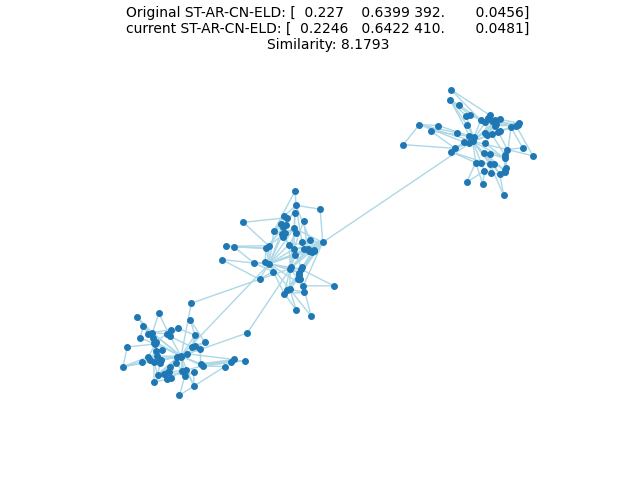 Original ST-AR-CN-ELD: [  0.227    0.6399 392.       0.0456]
current ST-AR-CN-ELD: [  0.2246   0.6422 410.       0.0481]
Similarity: 8.1793